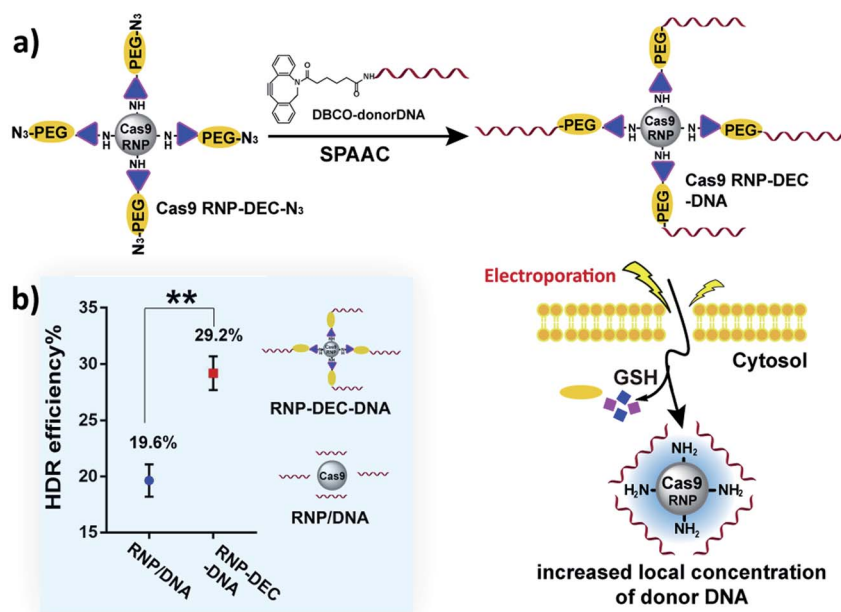 a)
N₃-PEG
NH
N₃-PEG
N
H
Cas9
RNP
N
H
PEG-N₃
NH
N₃-PEG
Cas9 RNP-DEC-N₃
O
N
O
NH
DBCO-donorDNA
SPAAC
PEG
NH
PEG
N
H
Cas9
RNP
N
H
PEG
NH
PEG
Cas9 RNP-DEC
-DNA
b)
HDR efficiency%
35
30
25
20
15
**
29.2%
19.6%
RNP/DNA
RNP-DEC
-DNA
Cas9
RNP
RNP-DEC-DNA
Cas9
RNP/DNA
Electroporation
Cytosol
GSH
NH₂
H₂N
Cas9
RNP
NH₂
NH₂
increased local concentration
of donor DNA